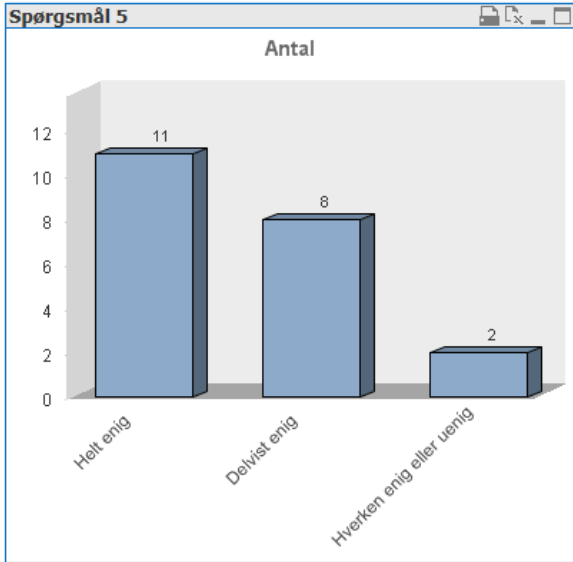 Spørgsmål 5
Antal
12
10
8
6
4
2
0
11
8
2
Helt enig
Delvist enig
Hverken enig eller uenig